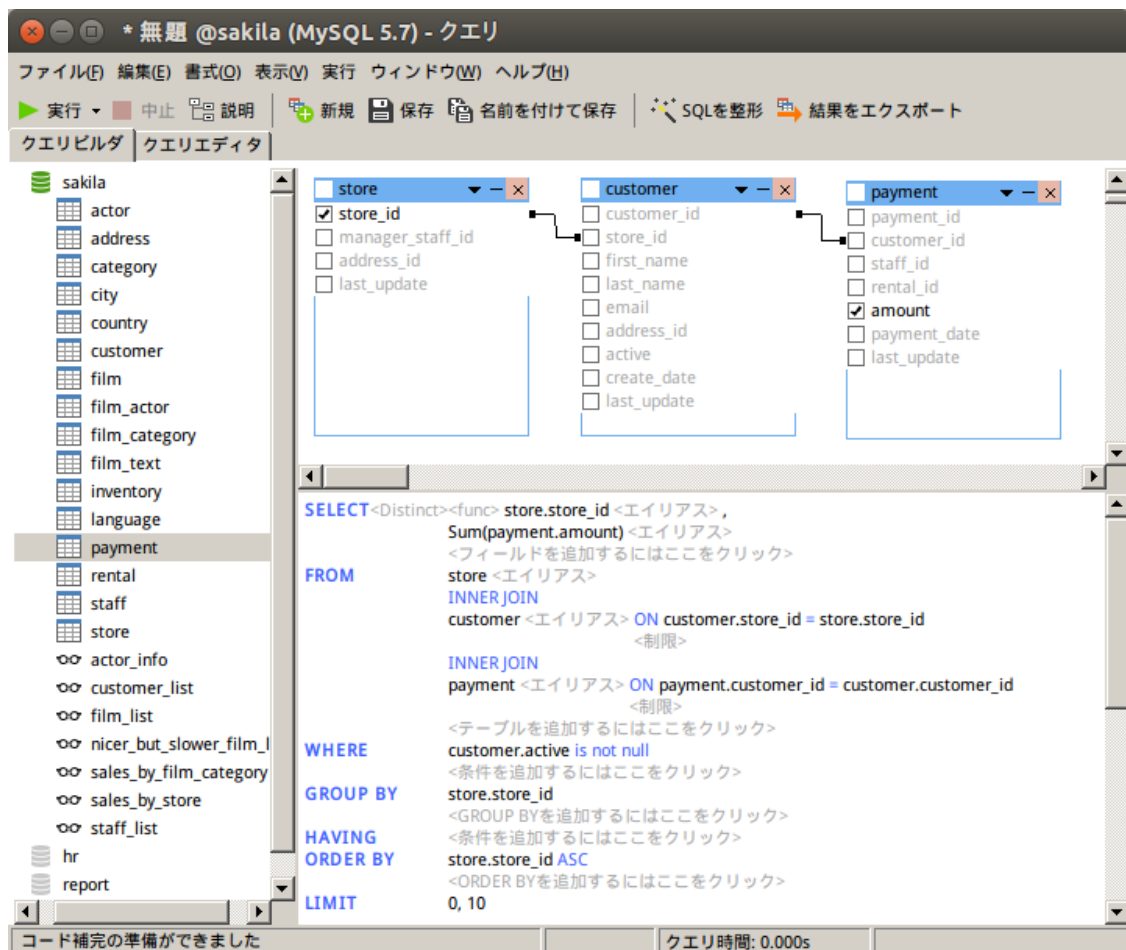 * 無題 @sakila (MySQL 5.7) - クエリ
ファイル(F) 編集(E) 書式(O) 表示(V) 実行 ウィンドウ(W) ヘルプ(H)
実行 中止 説明 新規 保存 名前を付けて保存 SQLを整形 結果をエクスポート
クエリビルダ クエリエディタ
sakila
actor
address
category
city
country
customer
film
film_actor
film_category
film_text
inventory
language
payment
rental
staff
store
actor_info
customer_list
film_list
nicer_but_slower_film_l
sales_by_film_category
sales_by_store
staff_list
hr
report
store
store_id
manager_staff_id
address_id
last_update
customer
customer_id
store_id
first_name
last_name
email
address_id
active
create_date
last_update
payment
payment_id
customer_id
staff_id
rental_id
amount
payment_date
last_update
SELECT<Distinct><func> store.store_id <エイリアス> ,
Sum(payment.amount) <エイリアス>
<フィールドを追加するにはここをクリック>
FROM store <エイリアス>
INNER JOIN
customer <エイリアス> ON customer.store_id = store.store_id
<制限>
INNER JOIN
payment <エイリアス> ON payment.customer_id = customer.customer_id
<制限>
<テーブルを追加するにはここをクリック>
WHERE customer.active is not null
<条件を追加するにはここをクリック>
GROUP BY store.store_id
<GROUP BYを追加するにはここをクリック>
HAVING <条件を追加するにはここをクリック>
ORDER BY store.store_id ASC
<ORDER BYを追加するにはここをクリック>
LIMIT 0, 10
コード補完の準備ができました クエリ時間: 0.000s